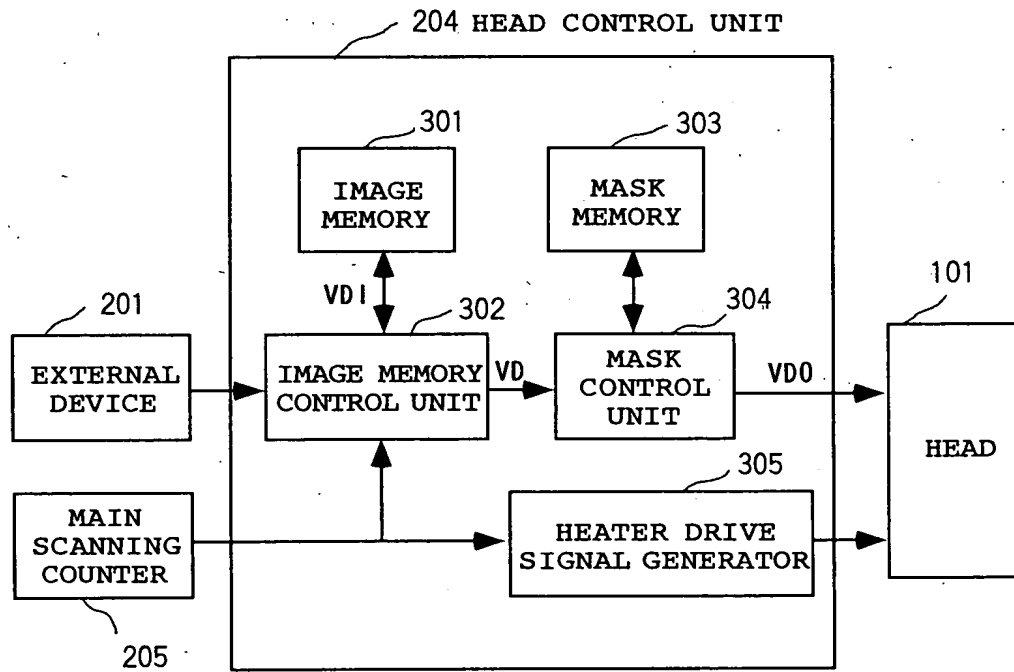 204 HEAD CONTROL UNIT
301
303
IMAGE
MEMORY
MASK
MEMORY
201
VDI
302
304
101
EXTERNAL
DEVICE
IMAGE MEMORY
CONTROL UNIT
VD
MASK
CONTROL
UNIT
VDO
HEAD
305
MAIN
SCANNING
COUNTER
HEATER DRIVE
SIGNAL GENERATOR
205